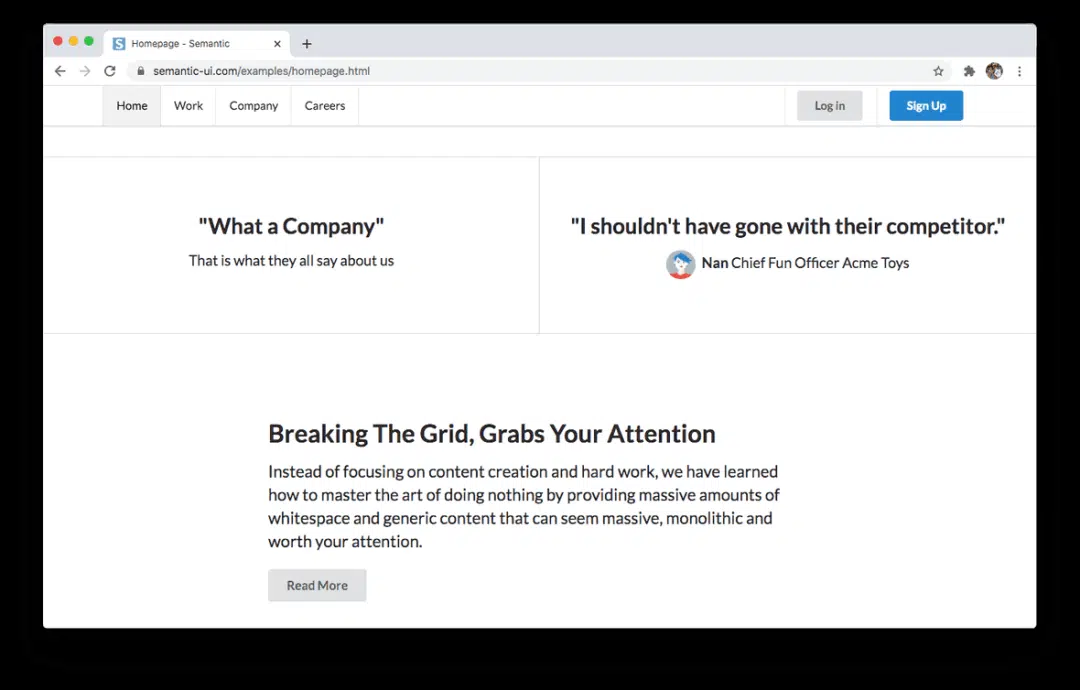 Homepage - Semantic
semantic-ui.com/examples/homepage.html
Home Work Company Careers Log in Sign Up
"What a Company"
That is what they all say about us
"I shouldn't have gone with their competitor."
Nan Chief Fun Officer Acme Toys
Breaking The Grid, Grabs Your Attention
Instead of focusing on content creation and hard work, we have learned
how to master the art of doing nothing by providing massive amounts of
whitespace and generic content that can seem massive, monolithic and
worth your attention.
Read More